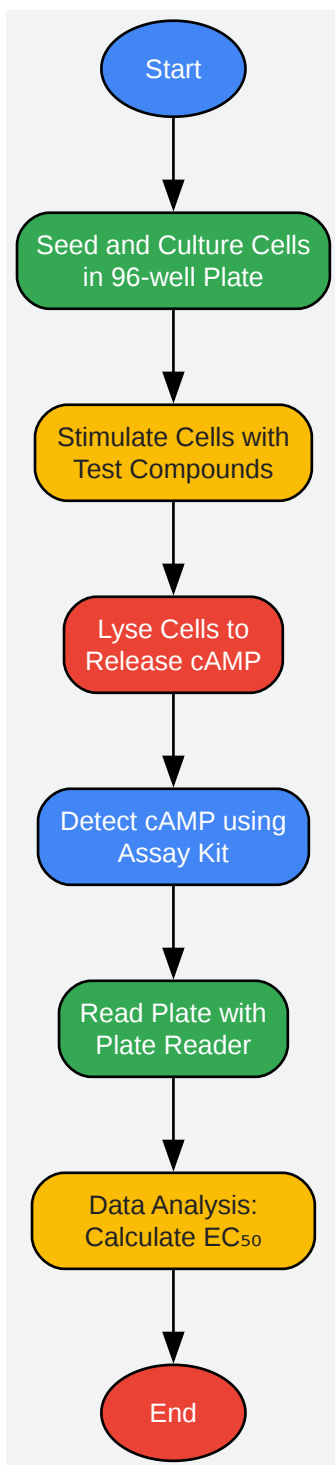 Start
Seed and Culture Cells
in 96-well Plate
Stimulate Cells with
Test Compounds
Lyse Cells to
Release cAMP
Detect cAMP using
Assay Kit
Read Plate with
Plate Reader
Data Analysis:
Calculate EC₅₀
End